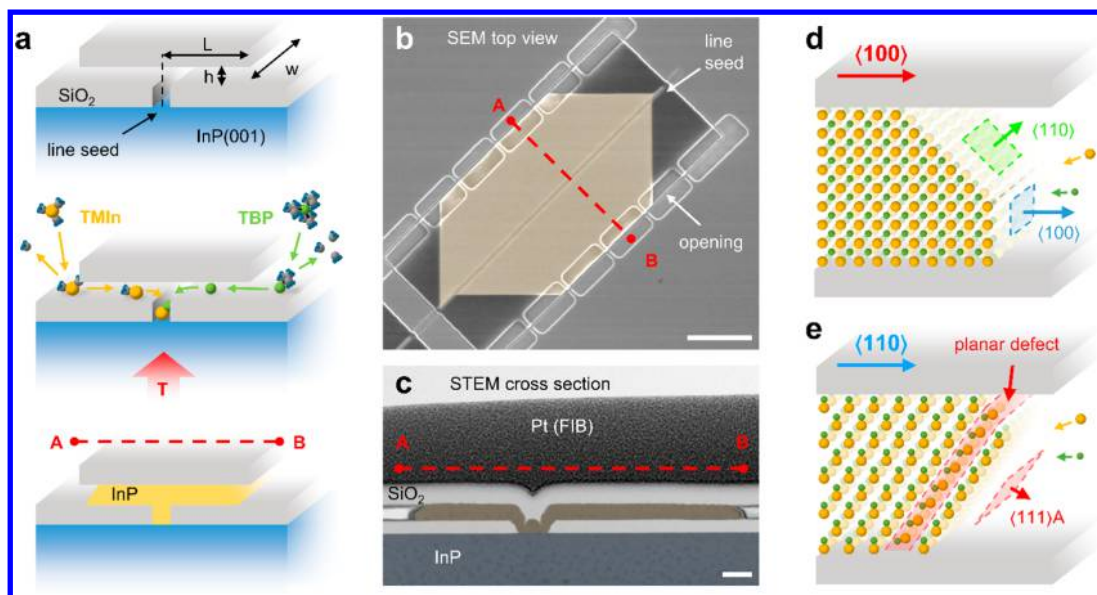 a
L
h
w
SiO2
line seed
InP(001)
TMIn
TBP
T
A
B
InP
b
SEM top view
line
seed
A
B
opening
c
STEM cross section
Pt (FIB)
A
B
SiO2
InP
d
⟨100⟩
⟨110⟩
⟨100⟩
e
⟨110⟩
planar defect
⟨111⟩A